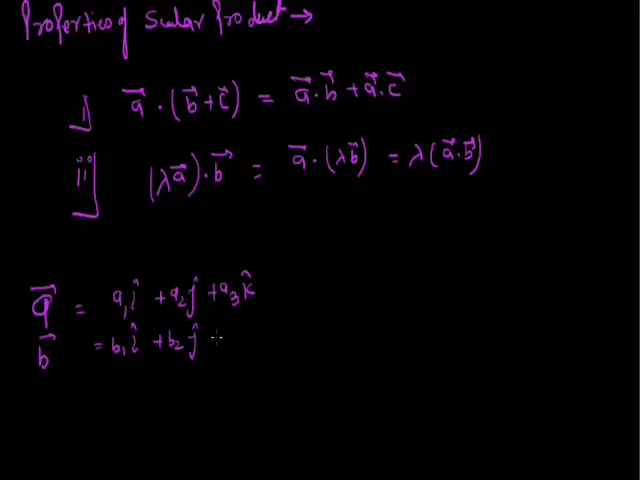 Properties of Scalar Product →
i] a⃗ · (b⃗ + c⃗) = a⃗ · b⃗ + a⃗ · c⃗
ii] (λa⃗) · b⃗ = a⃗ · (λb⃗) = λ(a⃗ · b⃗)
a⃗ = a₁î + a₂ĵ + a₃k̂
b⃗ = b₁î + b₂ĵ